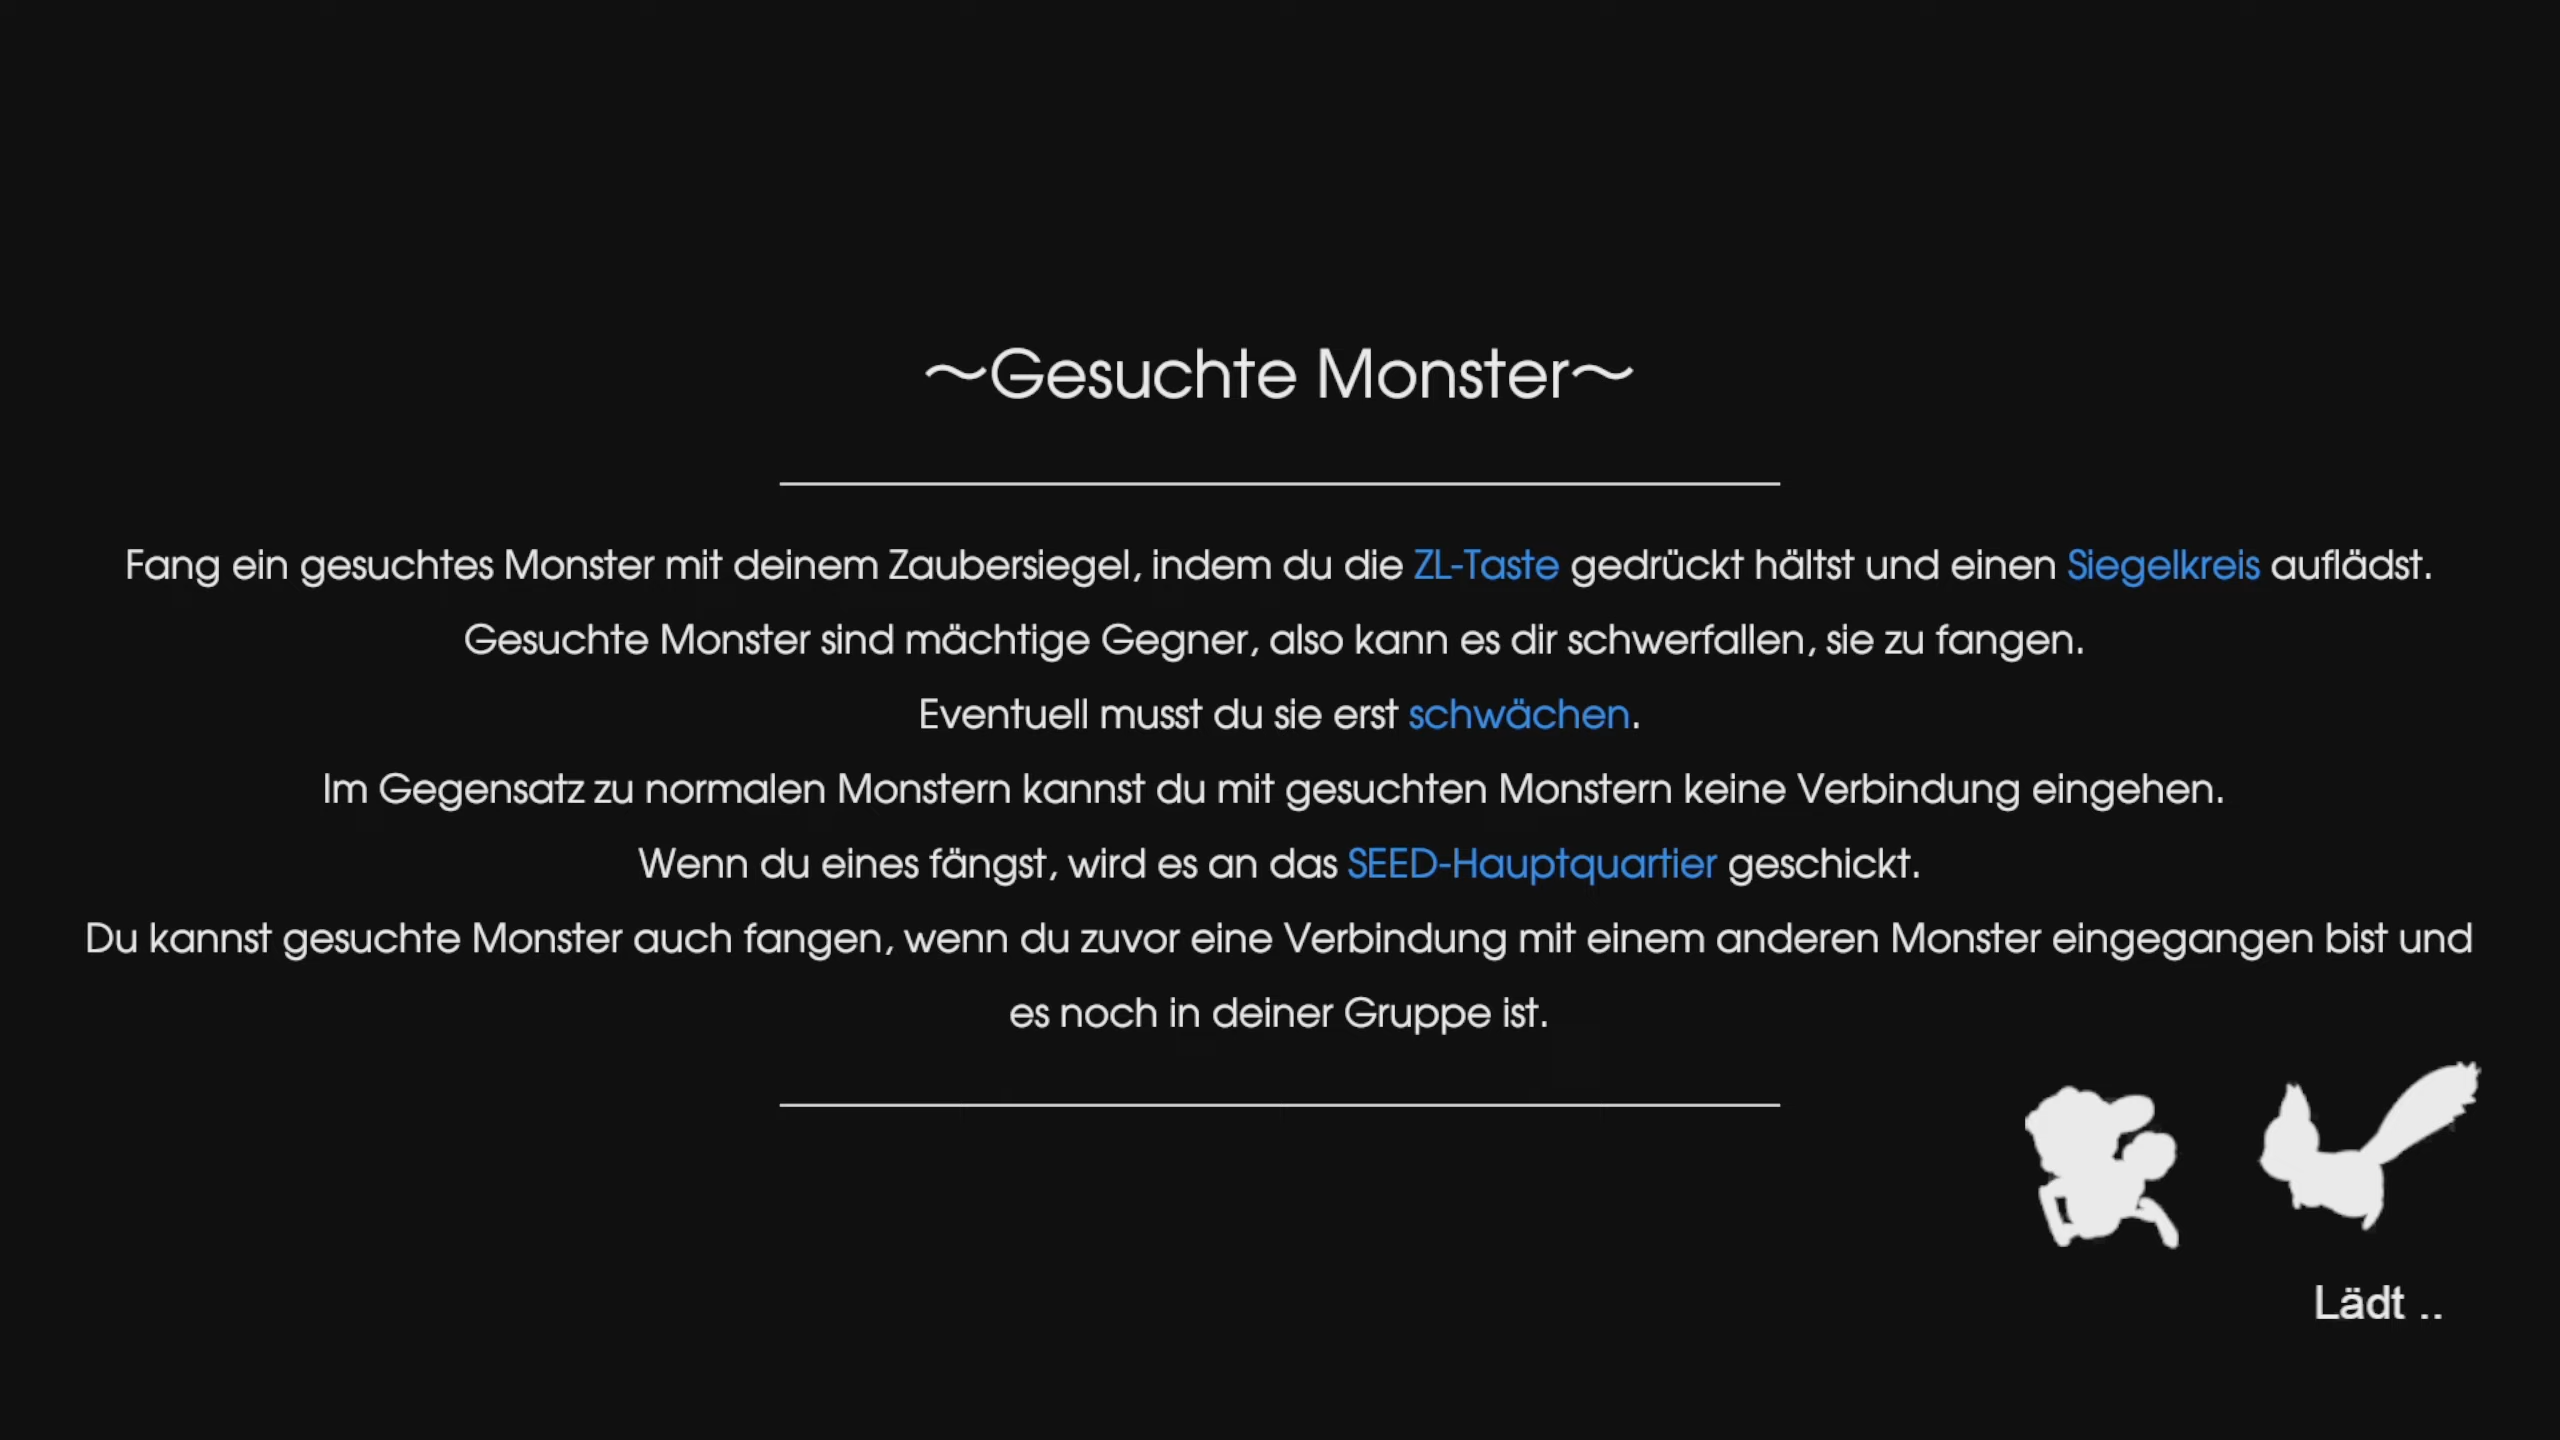 ～Gesuchte Monster～
Fang ein gesuchtes Monster mit deinem Zaubersiegel, indem du die ZL-Taste gedrückt hältst und einen Siegelkreis auflädst.
Gesuchte Monster sind mächtige Gegner, also kann es dir schwerfallen, sie zu fangen.
Eventuell musst du sie erst schwächen.
Im Gegensatz zu normalen Monstern kannst du mit gesuchten Monstern keine Verbindung eingehen.
Wenn du eines fängst, wird es an das SEED-Hauptquartier geschickt.
Du kannst gesuchte Monster auch fangen, wenn du zuvor eine Verbindung mit einem anderen Monster eingegangen bist und
es noch in deiner Gruppe ist.
Lädt ..